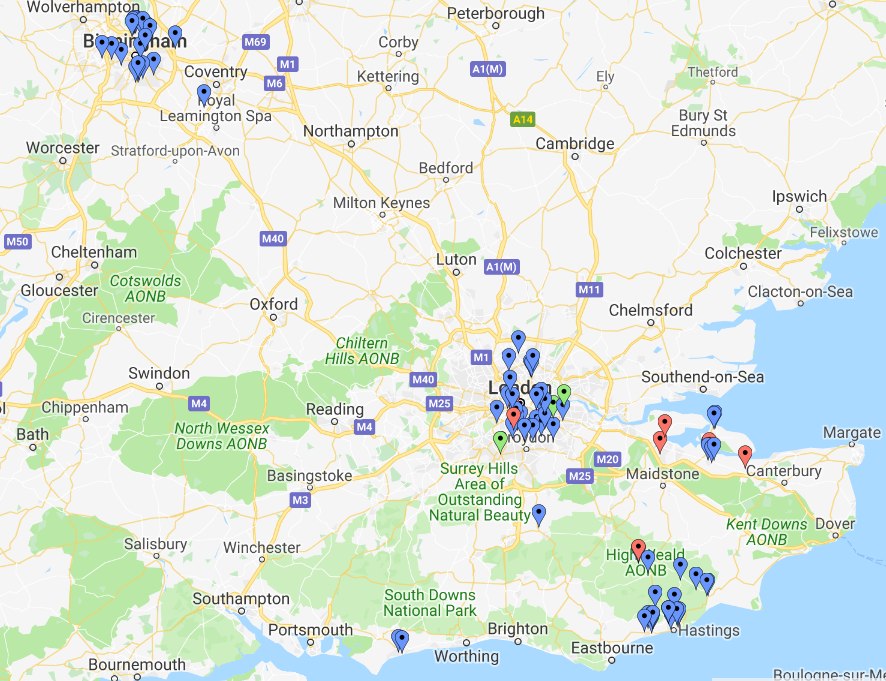 Wolverhampton
Peterborough
Birmingham
M69
Corby
M1
A1(M)
Coventry
Kettering
Ely
Thetford
M6
Royal
Leamington Spa
A14
Bury St
Edmunds
Northampton
Cambridge
Worcester
Stratford-upon-Avon
Bedford
Ipswich
Milton Keynes
Felixstowe
M50
M40
Cheltenham
Colchester
Luton
A1(M)
Gloucester
Cotswolds
AONB
M11
Clacton-on-Sea
Oxford
Chelmsford
Cirencester
Chiltern
Hills AONB
M1
Swindon
M40
London
Southend-on-Sea
M4
M25
Chippenham
Reading
M4
Bath
North Wessex
Downs AONB
Croydon
Margate
M20
Surrey Hills
Area of
Outstanding
Natural Beauty
Basingstoke
M25
Maidstone
Canterbury
M3
Kent Downs
AONB
Dover
Salisbury
Winchester
High Weald
AONB
Southampton
South Downs
National Park
Portsmouth
Brighton
Hastings
Worthing
Eastbourne
Bournemouth
Boulogne-sur-Me